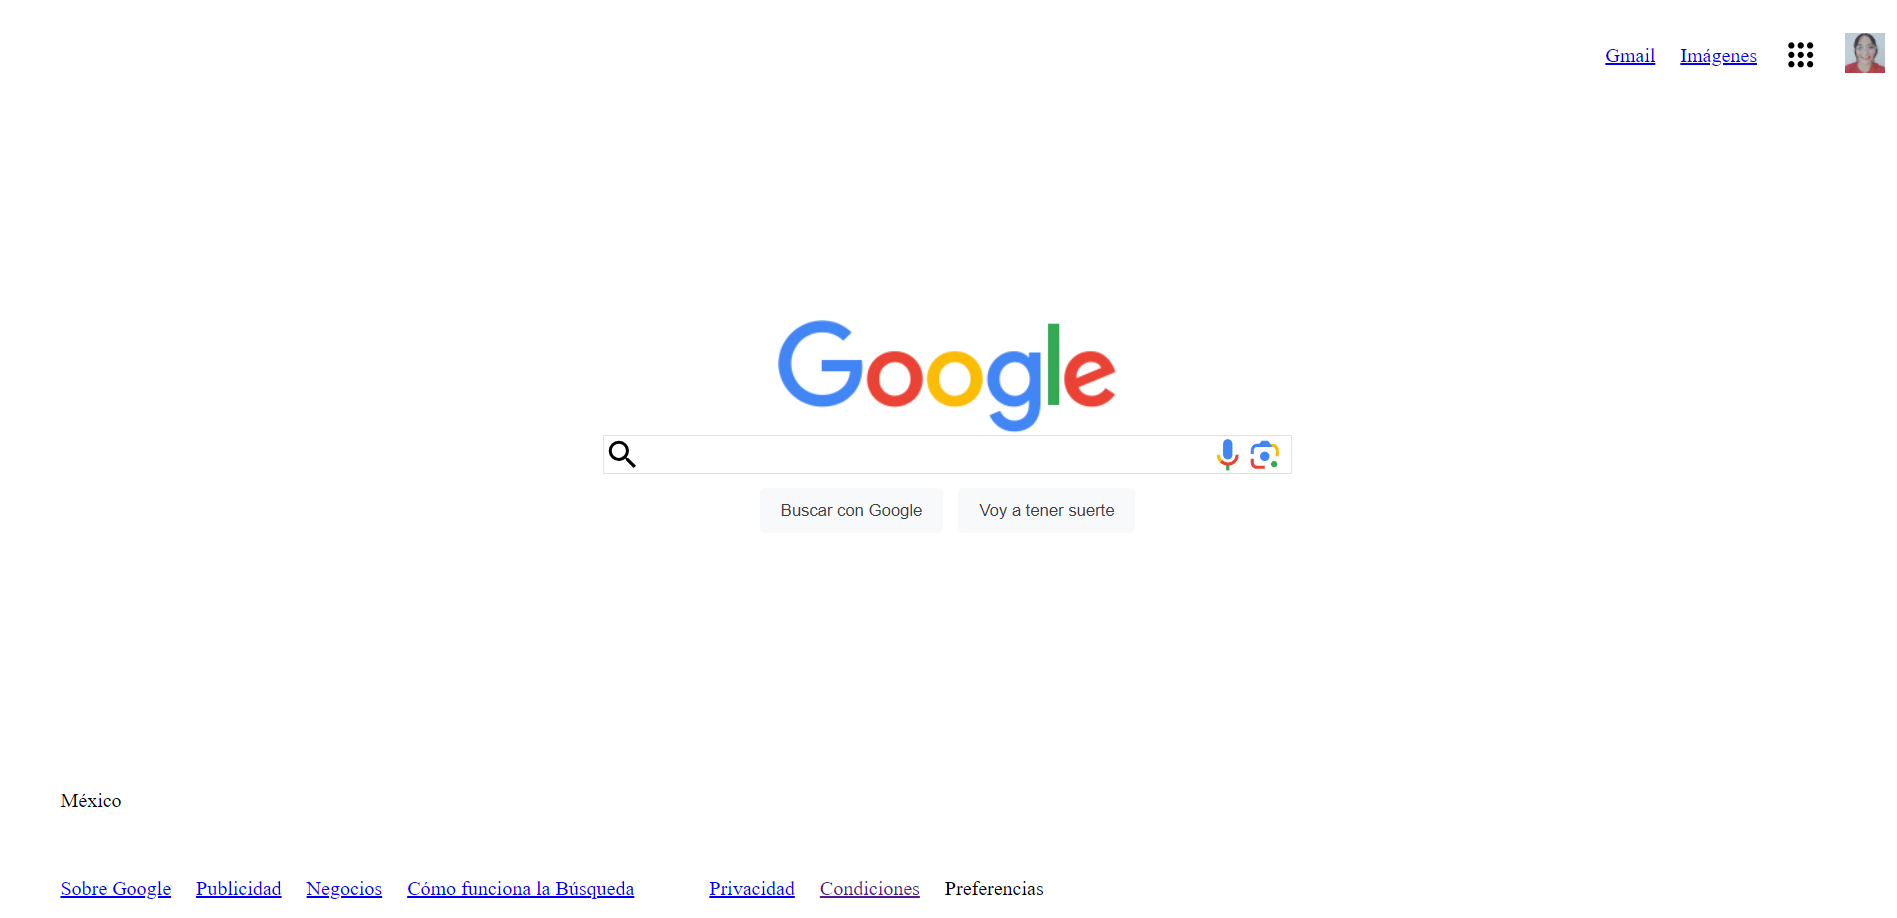 Gmail Imágenes
Google
Buscar con Google Voy a tener suerte
México
Sobre Google Publicidad Negocios Cómo funciona la Búsqueda Privacidad Condiciones Preferencias